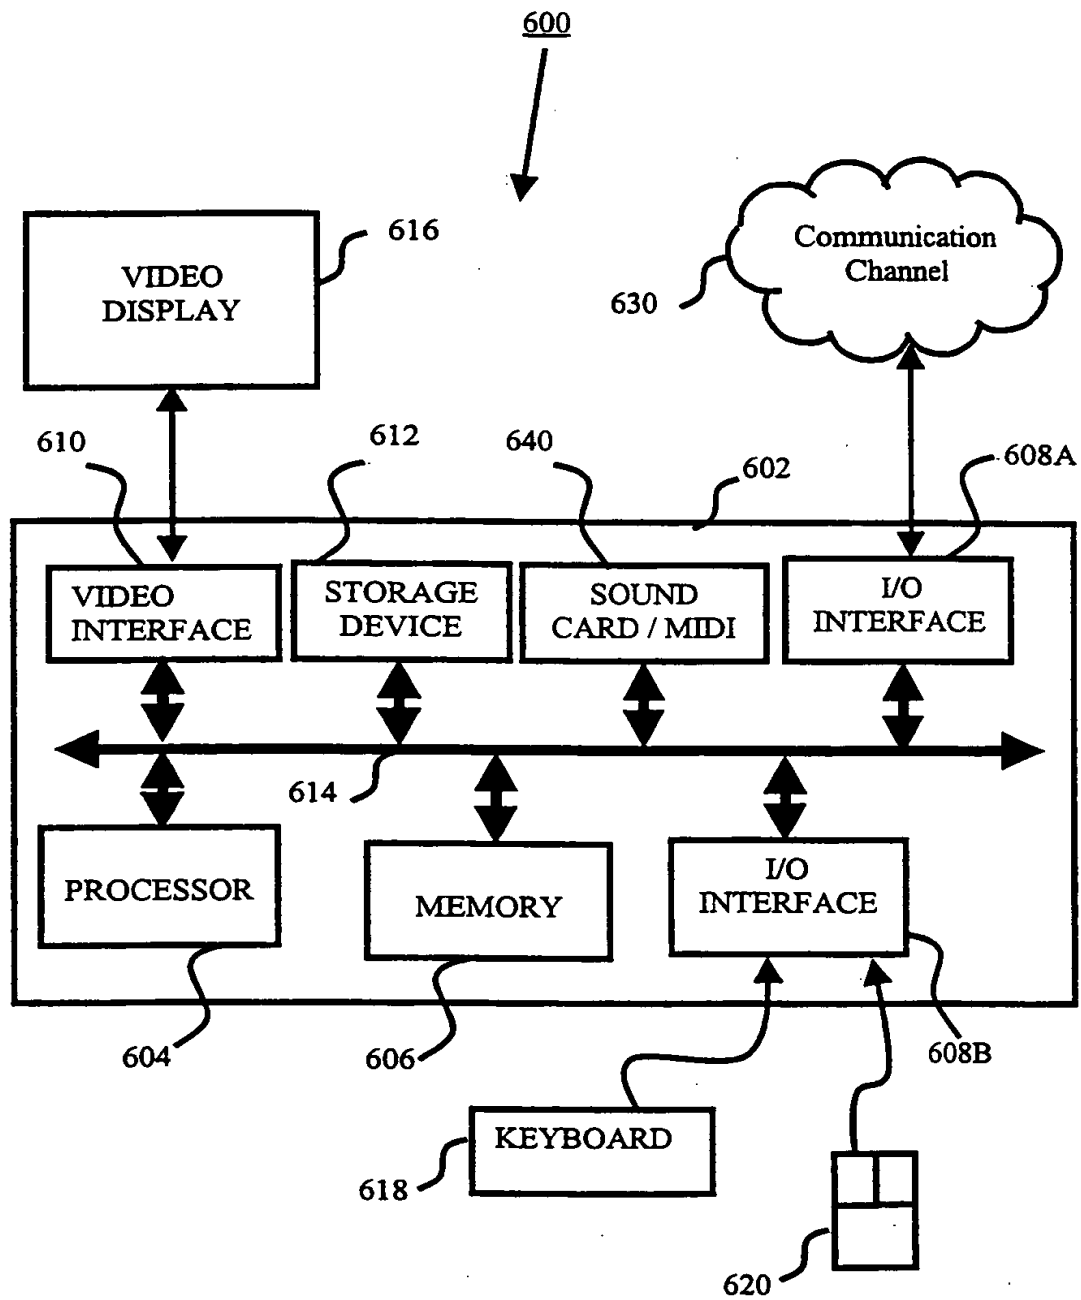 600
616
VIDEO
DISPLAY
Communication
Channel
630
610
612
640
602
608A
VIDEO
INTERFACE
STORAGE
DEVICE
SOUND
CARD / MIDI
I/O
INTERFACE
614
PROCESSOR
MEMORY
I/O
INTERFACE
604
606
608B
KEYBOARD
618
620